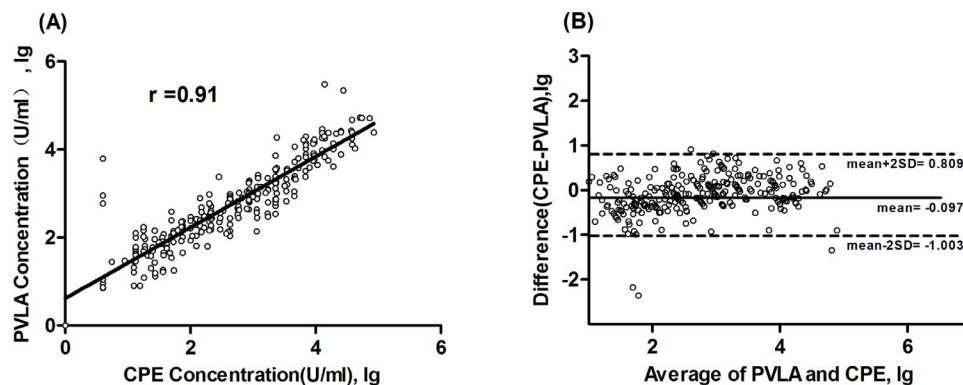 (A)
PVLA Concentration (U/ml) , lg
6
4
2
0
r =0.91
0
2
4
6
CPE Concentration(U/ml), lg
(B)
Difference(CPE-PVLA),lg
3
2
1
0
-1
-2
mean+2SD= 0.809
mean= -0.097
mean-2SD= -1.003
2
4
6
Average of PVLA and CPE, lg